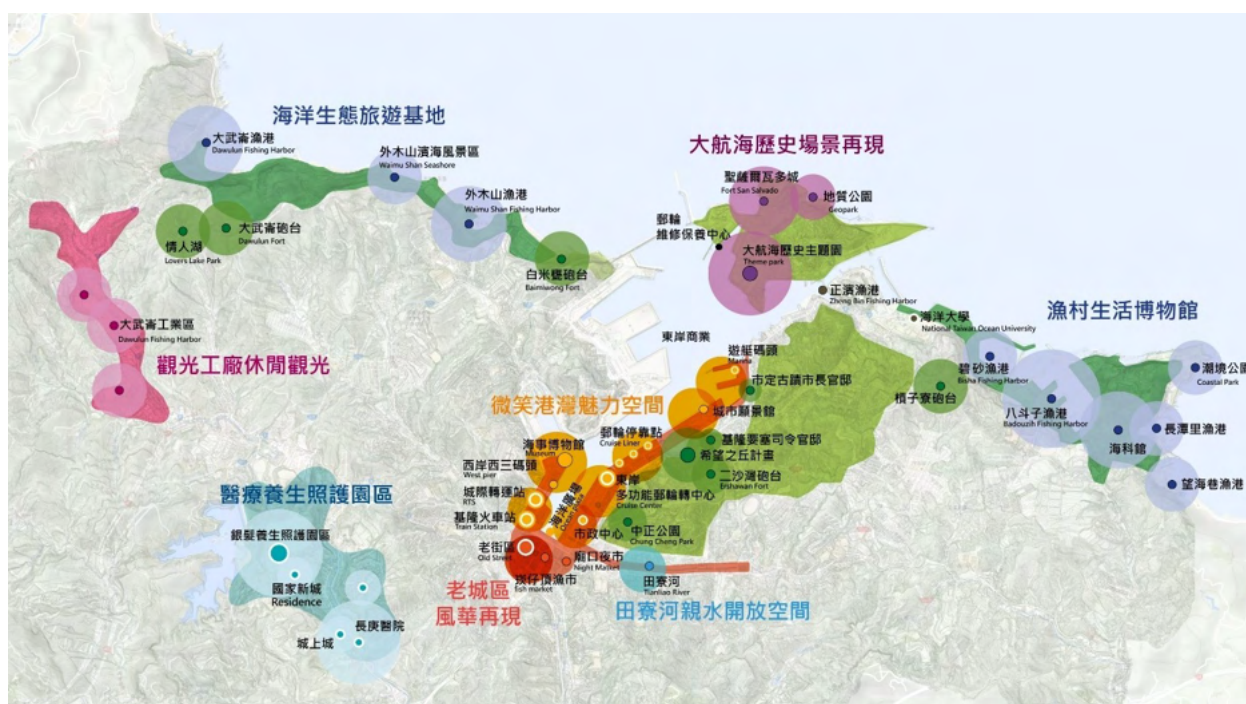 海洋生態旅遊基地
大武崙漁港
Dawulun Fishing Harbor
外木山濱海風景區
Waimu Shan Seashore
外木山漁港
Waimu Shan Fishing Harbor
情人湖
Lovers Lake Park
大武崙砲台
Dawulun Fort
白米甕砲台
Baimiwong Fort
大武崙工業區
Dawulun Fishing Harbor
觀光工廠休閒觀光
大航海歷史場景再現
聖薩爾瓦多城
Fort San Salvado
地質公園
Geopark
郵輪
維修保養中心
大航海歷史主題園
Theme park
正濱漁港
Zheng Bin Fishing Harbor
海洋大學
National Taiwan Ocean University
漁村生活博物館
碧砂漁港
Bisha Fishing Harbor
潮境公園
Coastal Park
槓子寮砲台
八斗子漁港
Badouzih Fishing Harbor
海科館
長潭里漁港
望海巷漁港
東岸商業
遊艇碼頭
Marina
市定古蹟市長官邸
微笑港灣魅力空間
城市願景館
郵輪停靠點
Cruise Liner
基隆要塞司令官邸
海事博物館
Museum
希望之丘計畫
西岸西三碼頭
West pier
東岸
多功能郵輪轉中心
Cruise Center
二沙灣砲台
Ershawan Fort
城際轉運站
RTS
基隆火車站
Train Station
市政中心
中正公園
Chung Cheng Park
老街區
Old Street
廟口夜市
Night Market
崁仔頂漁市
fish market
田寮河
Tianliao River
老城區
風華再現
田寮河親水開放空間
醫療養生照護園區
銀髮養生照護園區
國家新城
Residence
長庚醫院
城上城